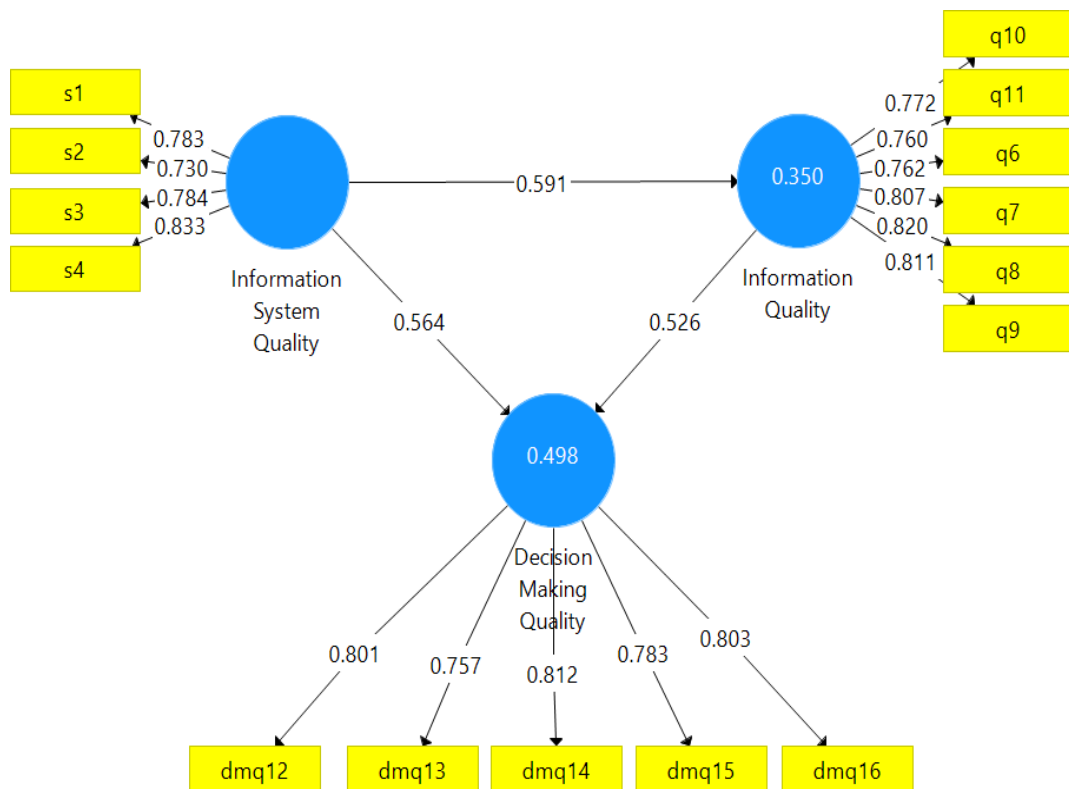 q10
s1
q11
0.783
0.772
s2
0.760
q6
0.730
0.350
0.762
0.591
s3
0.784
0.807
q7
0.833
0.820
s4
0.811
q8
Information
System
Quality
Information
Quality
q9
0.564
0.526
0.498
Decision
Making
Quality
0.801
0.757
0.812
0.783
0.803
dmq12
dmq13
dmq14
dmq15
dmq16